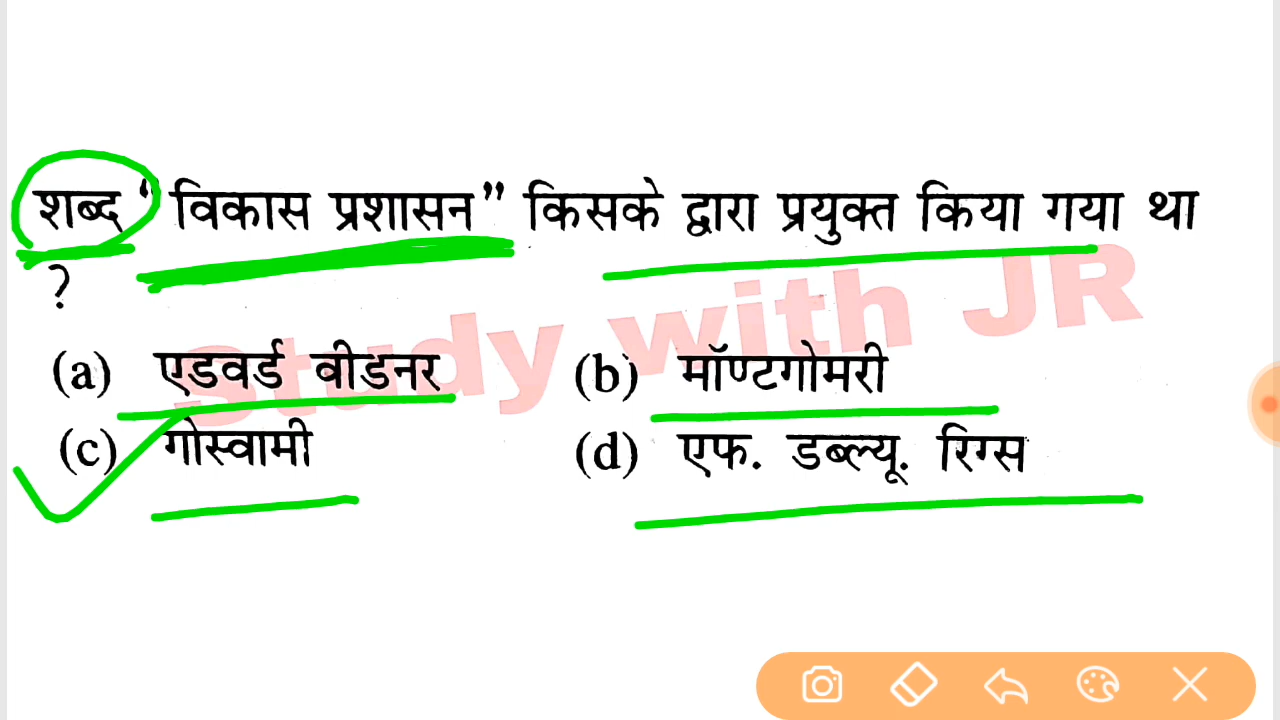 शब्द “विकास प्रशासन” किसके द्वारा प्रयुक्त किया गया था
?
(a) एडवर्ड वीडनर (b) मॉण्टगोमरी
(c) गोस्वामी (d) एफ. डब्ल्यू. रिग्स
Study with JR